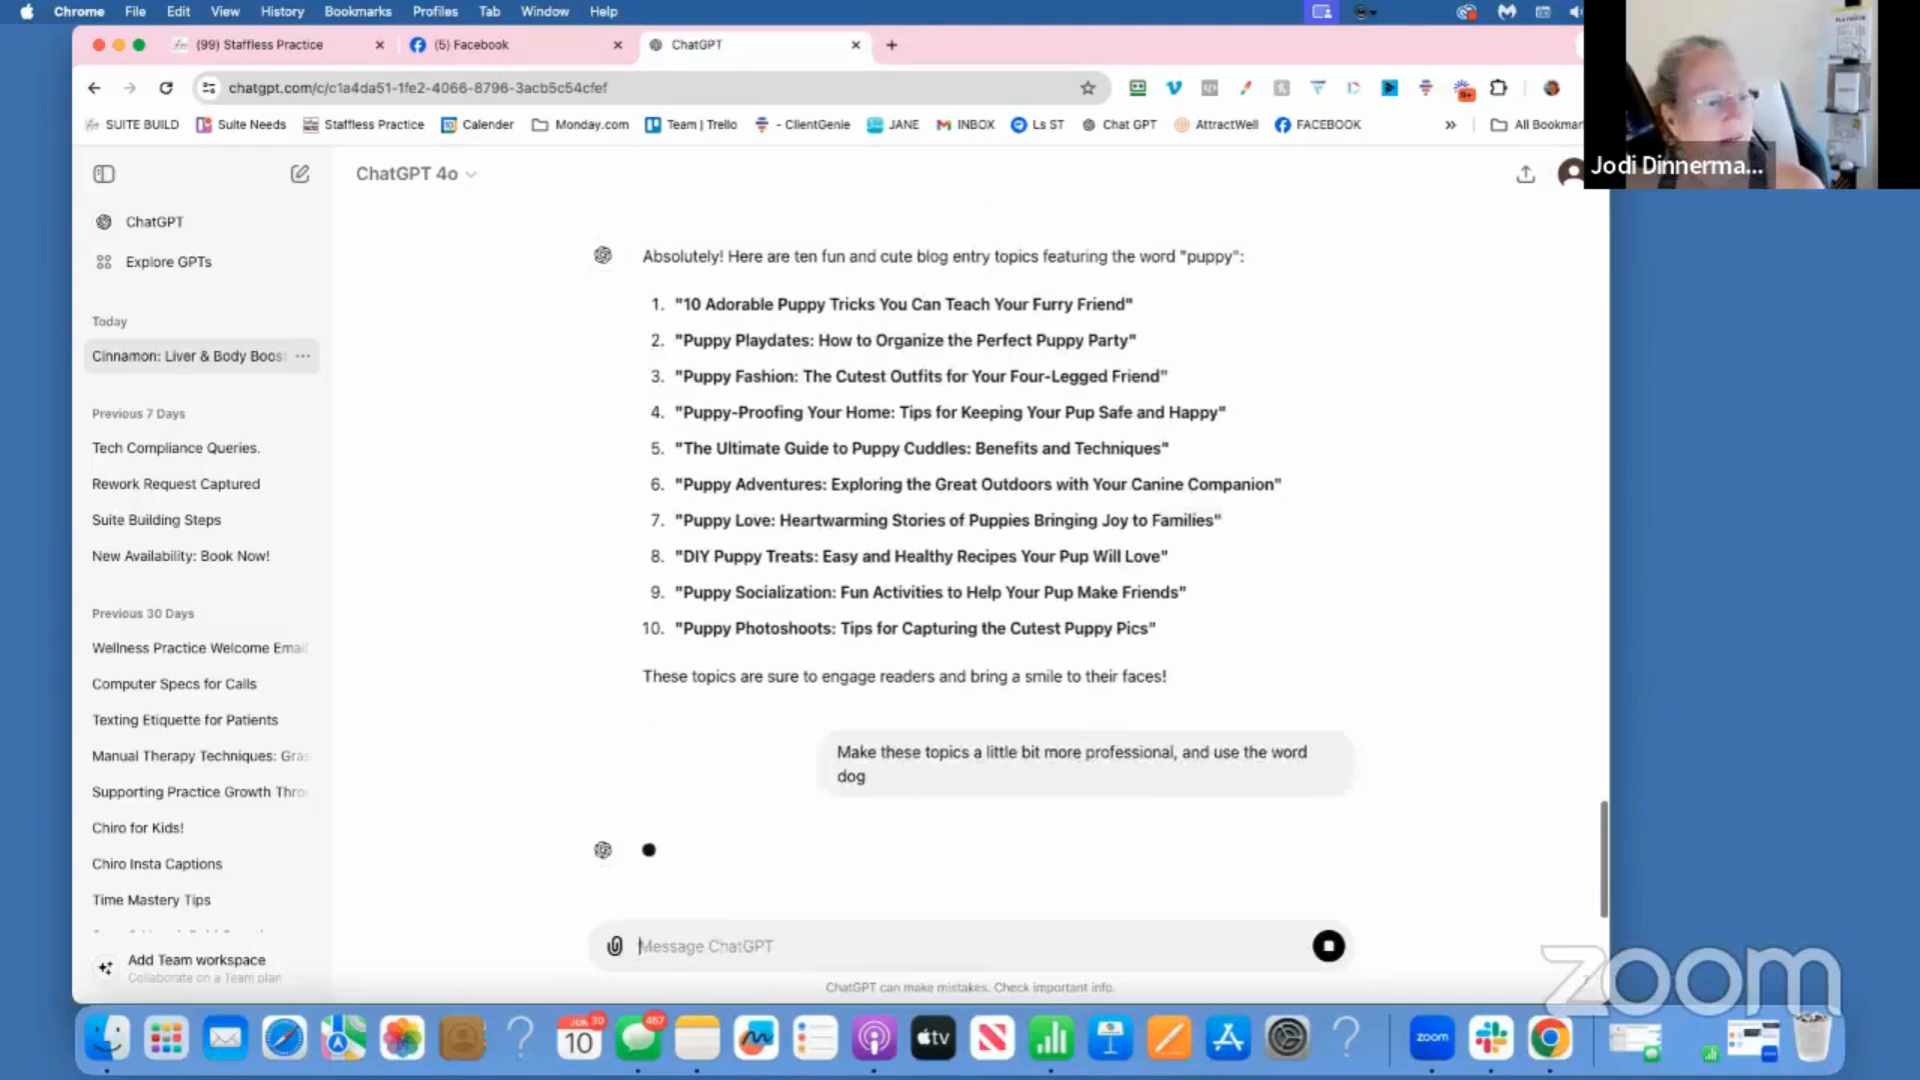 Chrome File Edit View History Bookmarks Profiles Tab Window Help
(99) Staffless Practice
(5) Facebook
ChatGPT
chatgpt.com/c/c1a4da51-1fe2-4066-8796-3acb5c54cfef
SUITE BUILD Suite Needs Staffless Practice Calender Monday.com Team | Trello - ClientGenie JANE INBOX Ls ST Chat GPT AttractWell FACEBOOK » All Bookmar
Jodi Dinnerma...
ChatGPT 4o
ChatGPT
Explore GPTs
Today
Cinnamon: Liver & Body Boos
Previous 7 Days
Tech Compliance Queries.
Rework Request Captured
Suite Building Steps
New Availability: Book Now!
Previous 30 Days
Wellness Practice Welcome Email
Computer Specs for Calls
Texting Etiquette for Patients
Manual Therapy Techniques: Gras
Supporting Practice Growth Thro
Chiro for Kids!
Chiro Insta Captions
Time Mastery Tips
Add Team workspace
Collaborate on a Team plan
Absolutely! Here are ten fun and cute blog entry topics featuring the word "puppy":
1. "10 Adorable Puppy Tricks You Can Teach Your Furry Friend"
2. "Puppy Playdates: How to Organize the Perfect Puppy Party"
3. "Puppy Fashion: The Cutest Outfits for Your Four-Legged Friend"
4. "Puppy-Proofing Your Home: Tips for Keeping Your Pup Safe and Happy"
5. "The Ultimate Guide to Puppy Cuddles: Benefits and Techniques"
6. "Puppy Adventures: Exploring the Great Outdoors with Your Canine Companion"
7. "Puppy Love: Heartwarming Stories of Puppies Bringing Joy to Families"
8. "DIY Puppy Treats: Easy and Healthy Recipes Your Pup Will Love"
9. "Puppy Socialization: Fun Activities to Help Your Pup Make Friends"
10. "Puppy Photoshoots: Tips for Capturing the Cutest Puppy Pics"
These topics are sure to engage readers and bring a smile to their faces!
Make these topics a little bit more professional, and use the word
dog
Message ChatGPT
ChatGPT can make mistakes. Check important info.
zoom
JUN 30
10
467
tv
zoom